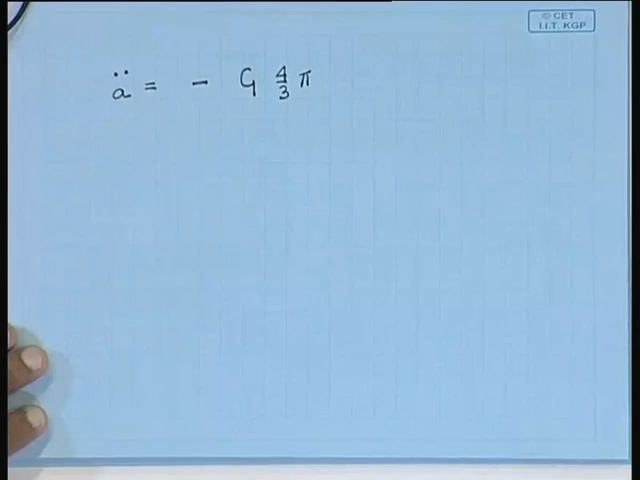 © CET
I.I.T. KGP
ä = - G 4/3 π